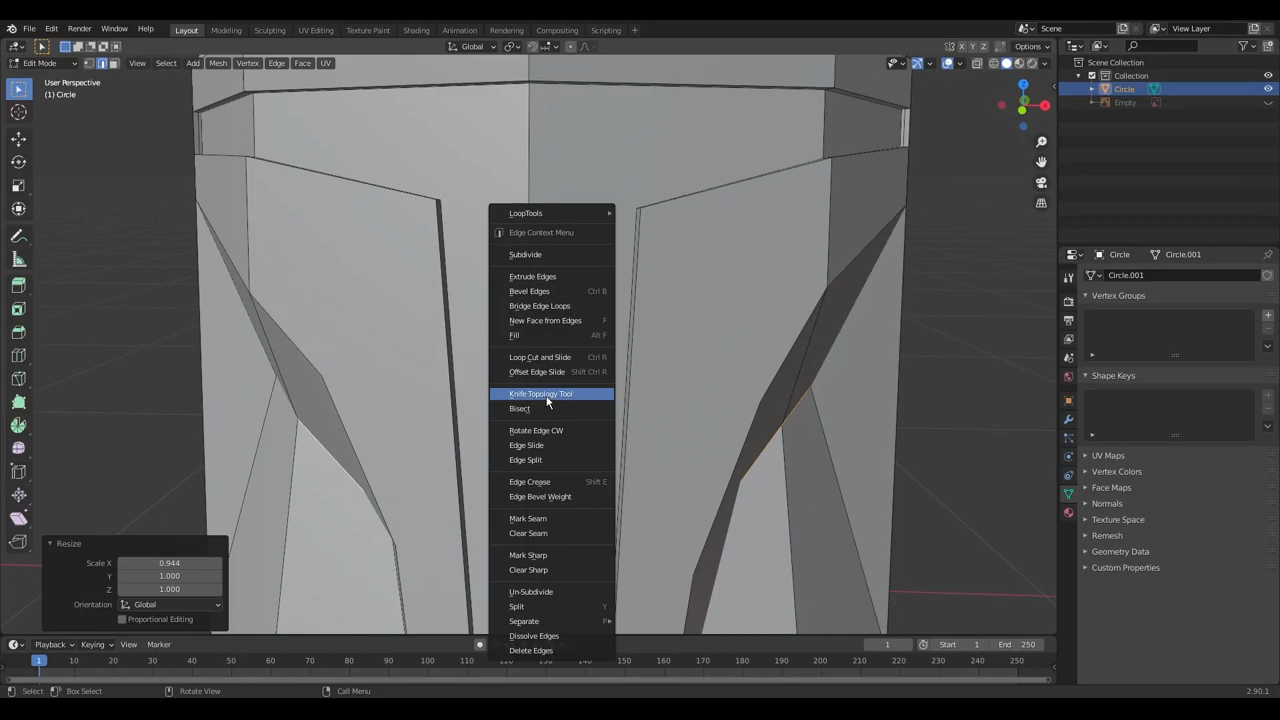 File Edit Render Window Help Layout Modeling Sculpting UV Editing Texture Paint Shading Animation Rendering Compositing Scripting + Scene View Layer
Edit Mode View Select Add Mesh Vertex Edge Face UV Global X Y Z Options
User Perspective
(1) Circle
Scene Collection
Collection
Circle
Empty
Z
X
LoopTools
Edge Context Menu
Subdivide
Extrude Edges
Bevel Edges Ctrl B
Bridge Edge Loops
New Face from Edges F
Fill Alt F
Loop Cut and Slide Ctrl R
Offset Edge Slide Shift Ctrl R
Knife Topology Tool
Bisect
Rotate Edge CW
Edge Slide
Edge Split
Edge Crease Shift E
Edge Bevel Weight
Mark Seam
Clear Seam
Mark Sharp
Clear Sharp
Un-Subdivide
Split Y
Separate P
Dissolve Edges
Delete Edges
Circle Circle.001
Circle.001
Vertex Groups
Shape Keys
UV Maps
Vertex Colors
Face Maps
Normals
Texture Space
Remesh
Geometry Data
Custom Properties
Resize
Scale X 0.944
Y 1.000
Z 1.000
Orientation Global
Proportional Editing
Playback Keying View Marker 1 Start 1 End 250
1 10 20 30 40 50 60 70 80 90 100 110 120 130 140 150 160 170 180 190 200 210 220 230 240 250
Select Box Select Rotate View Call Menu 2.90.1